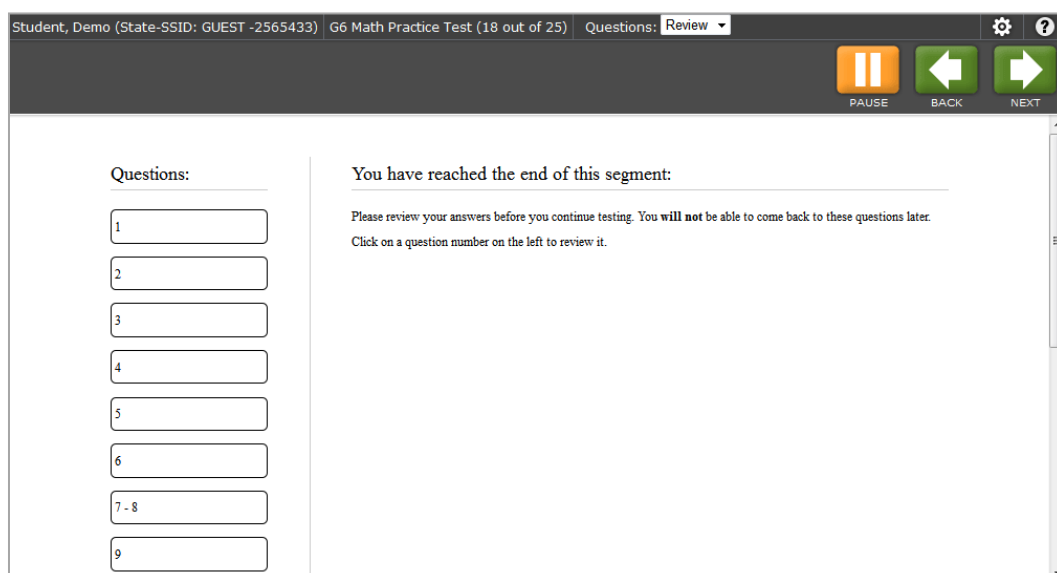 Student, Demo (State-SSID: GUEST -2565433) G6 Math Practice Test (18 out of 25) Questions: Review
PAUSE BACK NEXT
Questions:
1
2
3
4
5
6
7 - 8
9
You have reached the end of this segment:
Please review your answers before you continue testing. You will not be able to come back to these questions later.
Click on a question number on the left to review it.